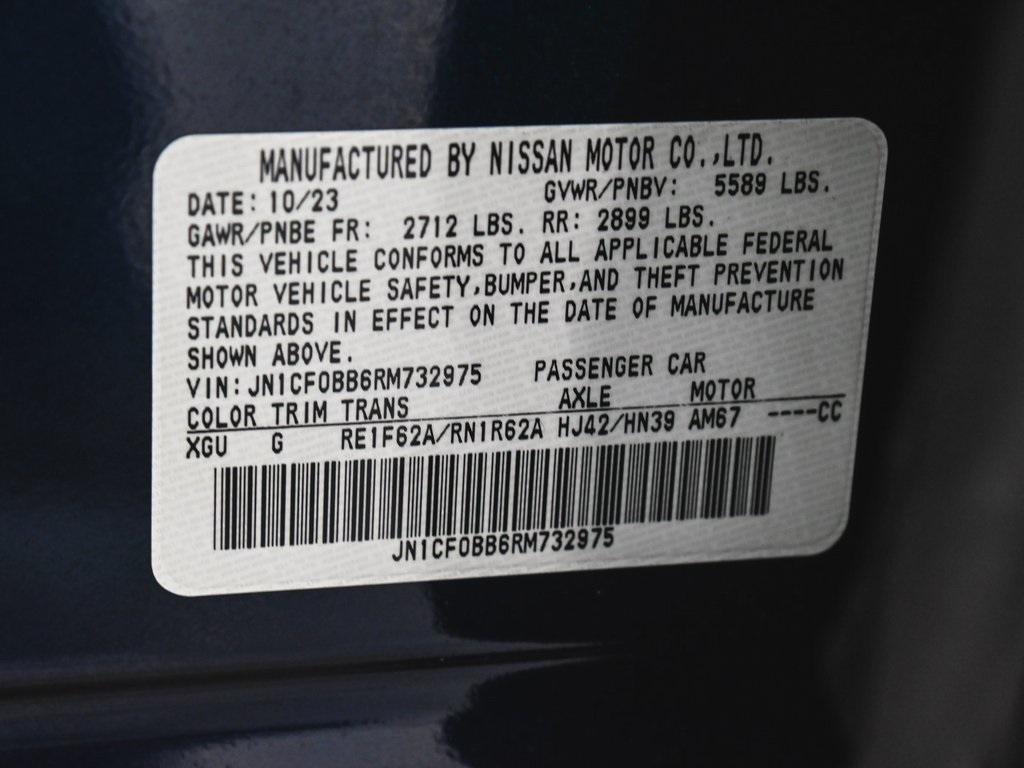 MANUFACTURED BY NISSAN MOTOR CO.,LTD.
DATE: 10/23 GVWR/PNBV: 5589 LBS.
GAWR/PNBE FR: 2712 LBS. RR: 2899 LBS.
THIS VEHICLE CONFORMS TO ALL APPLICABLE FEDERAL
MOTOR VEHICLE SAFETY,BUMPER,AND THEFT PREVENTION
STANDARDS IN EFFECT ON THE DATE OF MANUFACTURE
SHOWN ABOVE.
VIN:JN1CF0BB6RM732975 PASSENGER CAR
COLOR TRIM TRANS AXLE MOTOR
XGU G RE1F62A/RN1R62A HJ42/HN39 AM67 ----CC
JN1CF0BB6RM732975